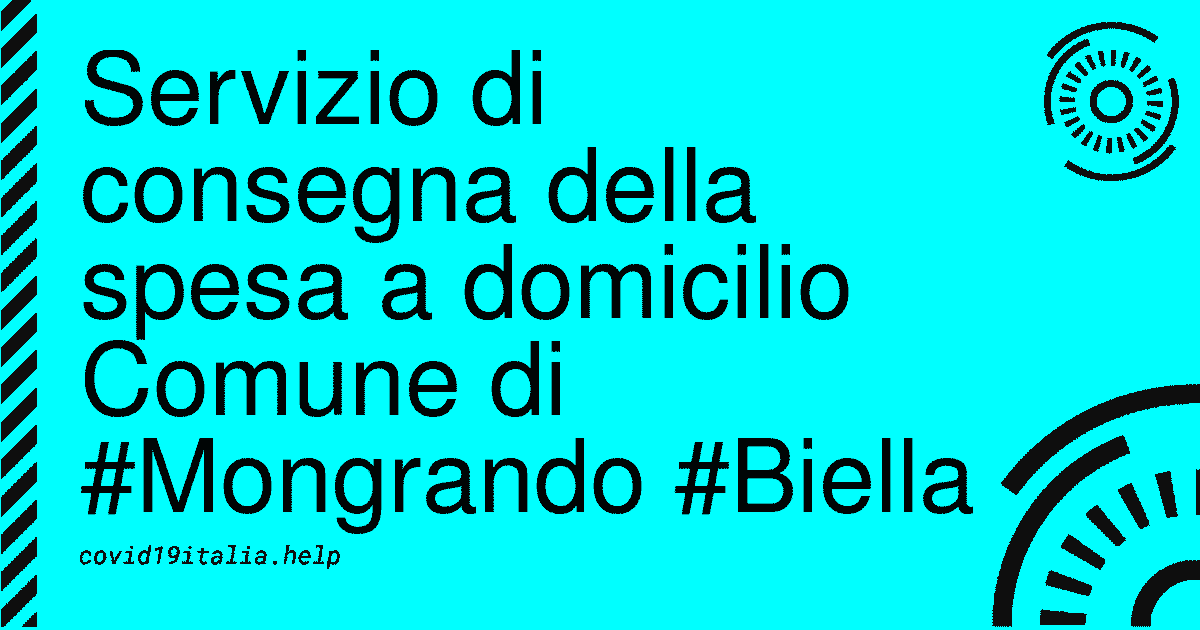 Servizio di
consegna della
spesa a domicilio
Comune di
#Mongrando #Biella
covid19italia.help